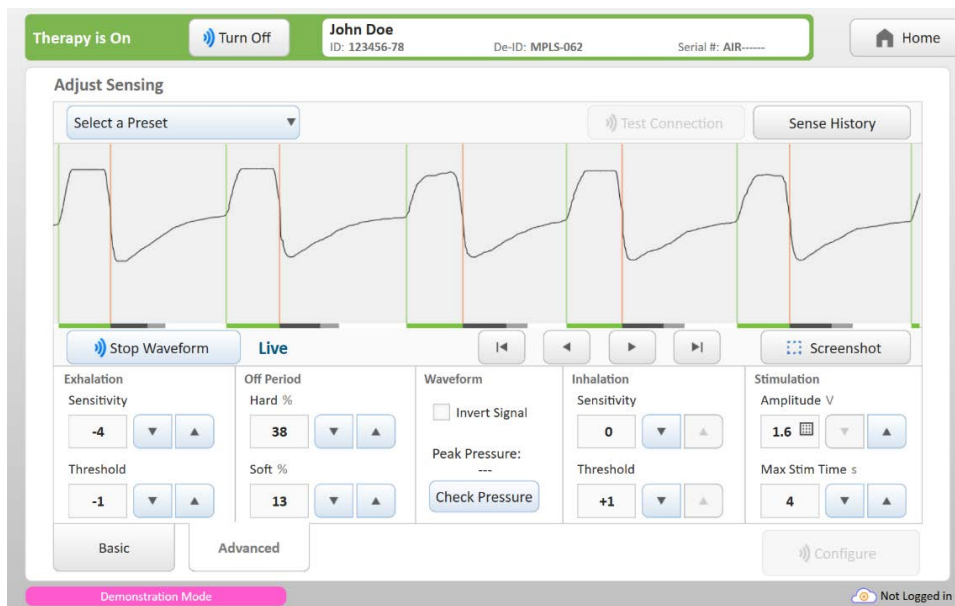 Therapy is On
Turn Off
John Doe
ID: 123456-78 De-ID: MPLS-062 Serial #: AIR------
Home
Adjust Sensing
Select a Preset
Test Connection
Sense History
Stop Waveform
Live
Screenshot
Exhalation
Sensitivity
-4
Threshold
-1
Off Period
Hard %
38
Soft %
13
Waveform
Invert Signal
Peak Pressure:
---
Check Pressure
Inhalation
Sensitivity
0
Threshold
+1
Stimulation
Amplitude V
1.6
Max Stim Time s
4
Basic
Advanced
Configure
Demonstration Mode
Not Logged in